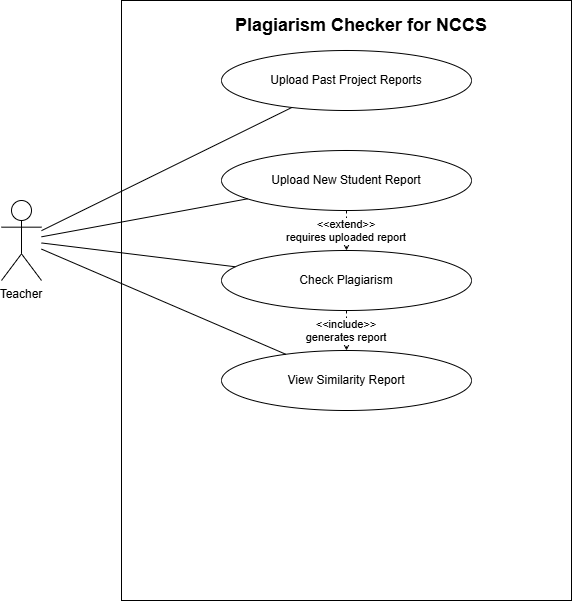 Plagiarism Checker for NCCS
Upload Past Project Reports
Upload New Student Report
<<extend>>
requires uploaded report
Check Plagiarism
Teacher
<<include>>
generates report
View Similarity Report